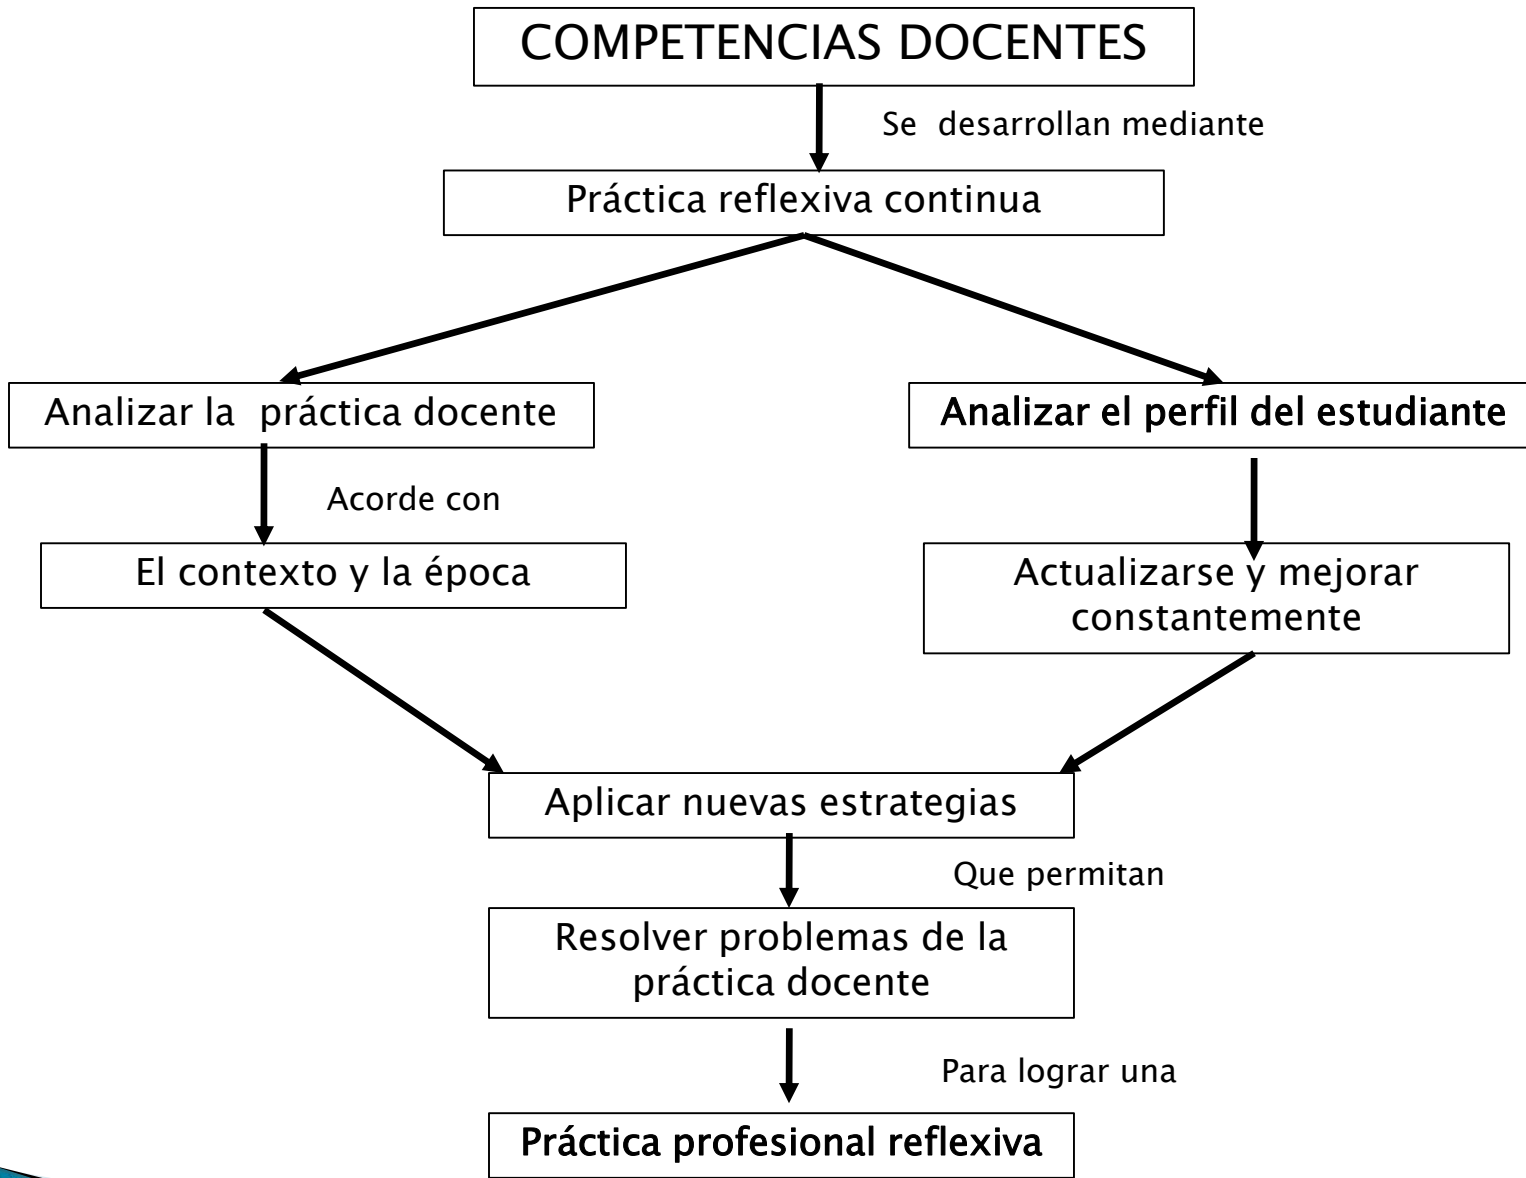 COMPETENCIAS DOCENTES
Se desarrollan mediante
Práctica reflexiva continua
Analizar la práctica docente
Analizar el perfil del estudiante
Acorde con
El contexto y la época
Actualizarse y mejorar
constantemente
Aplicar nuevas estrategias
Que permitan
Resolver problemas de la
práctica docente
Para lograr una
Práctica profesional reflexiva